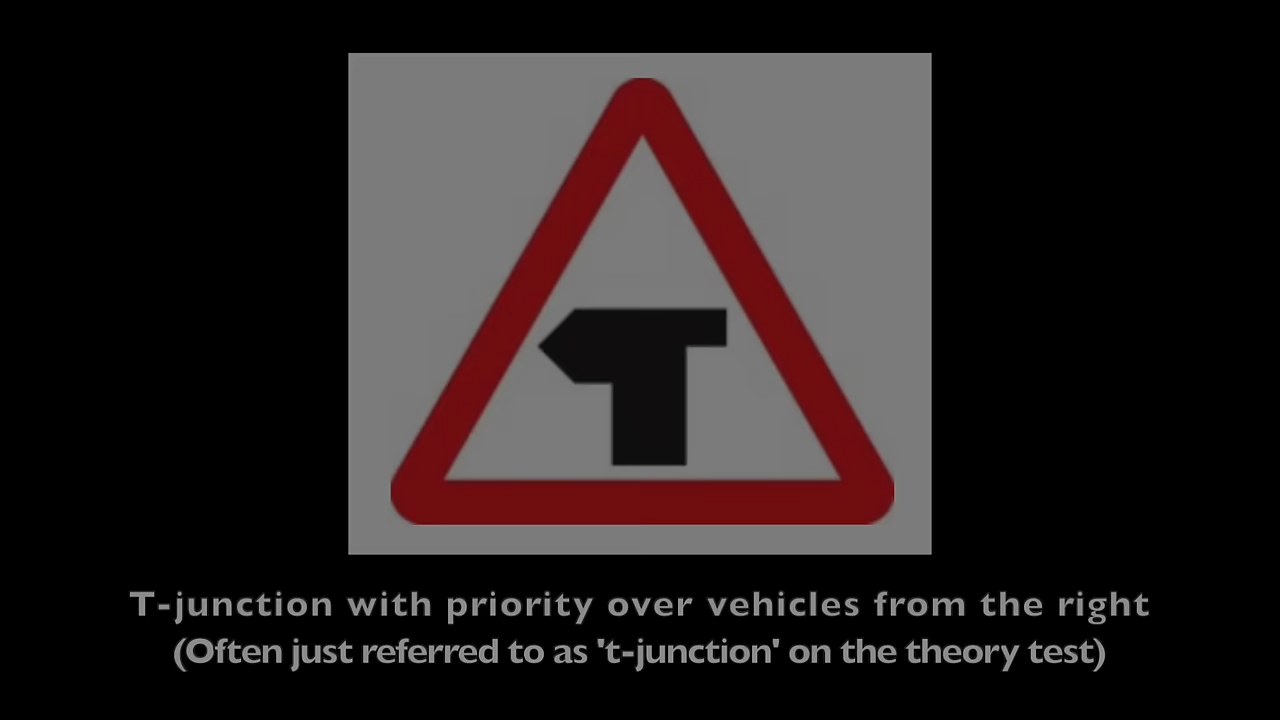 T-junction with priority over vehicles from the right
(Often just referred to as 't-junction' on the theory test)